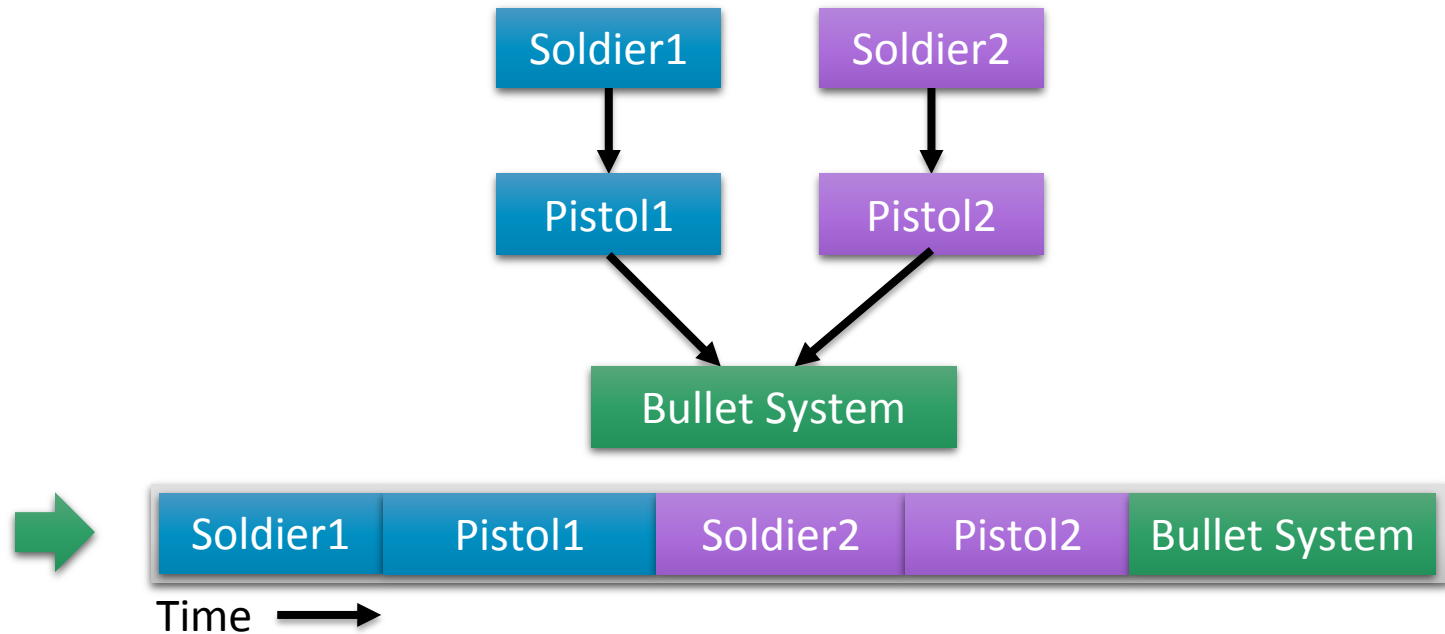 Soldier1 Soldier2
Pistol1 Pistol2
Bullet System
Soldier1 Pistol1 Soldier2 Pistol2 Bullet System
Time